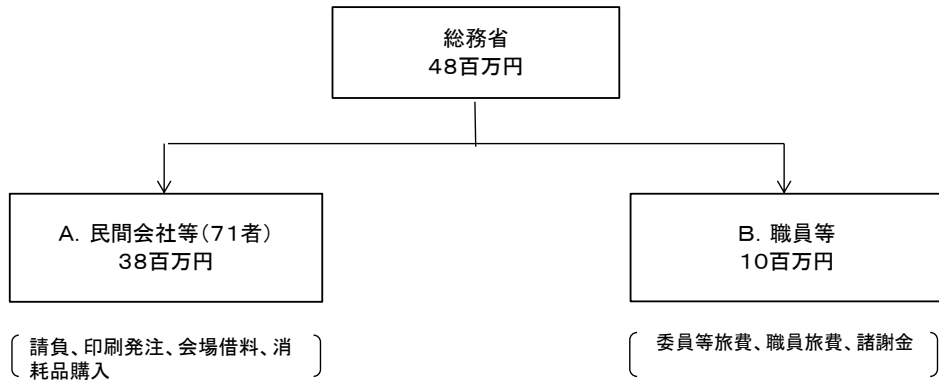 総務省
48百万円
A. 民間会社等(71者)
38百万円
B. 職員等
10百万円
請負、印刷発注、会場借料、消
耗品購入
委員等旅費、職員旅費、諸謝金